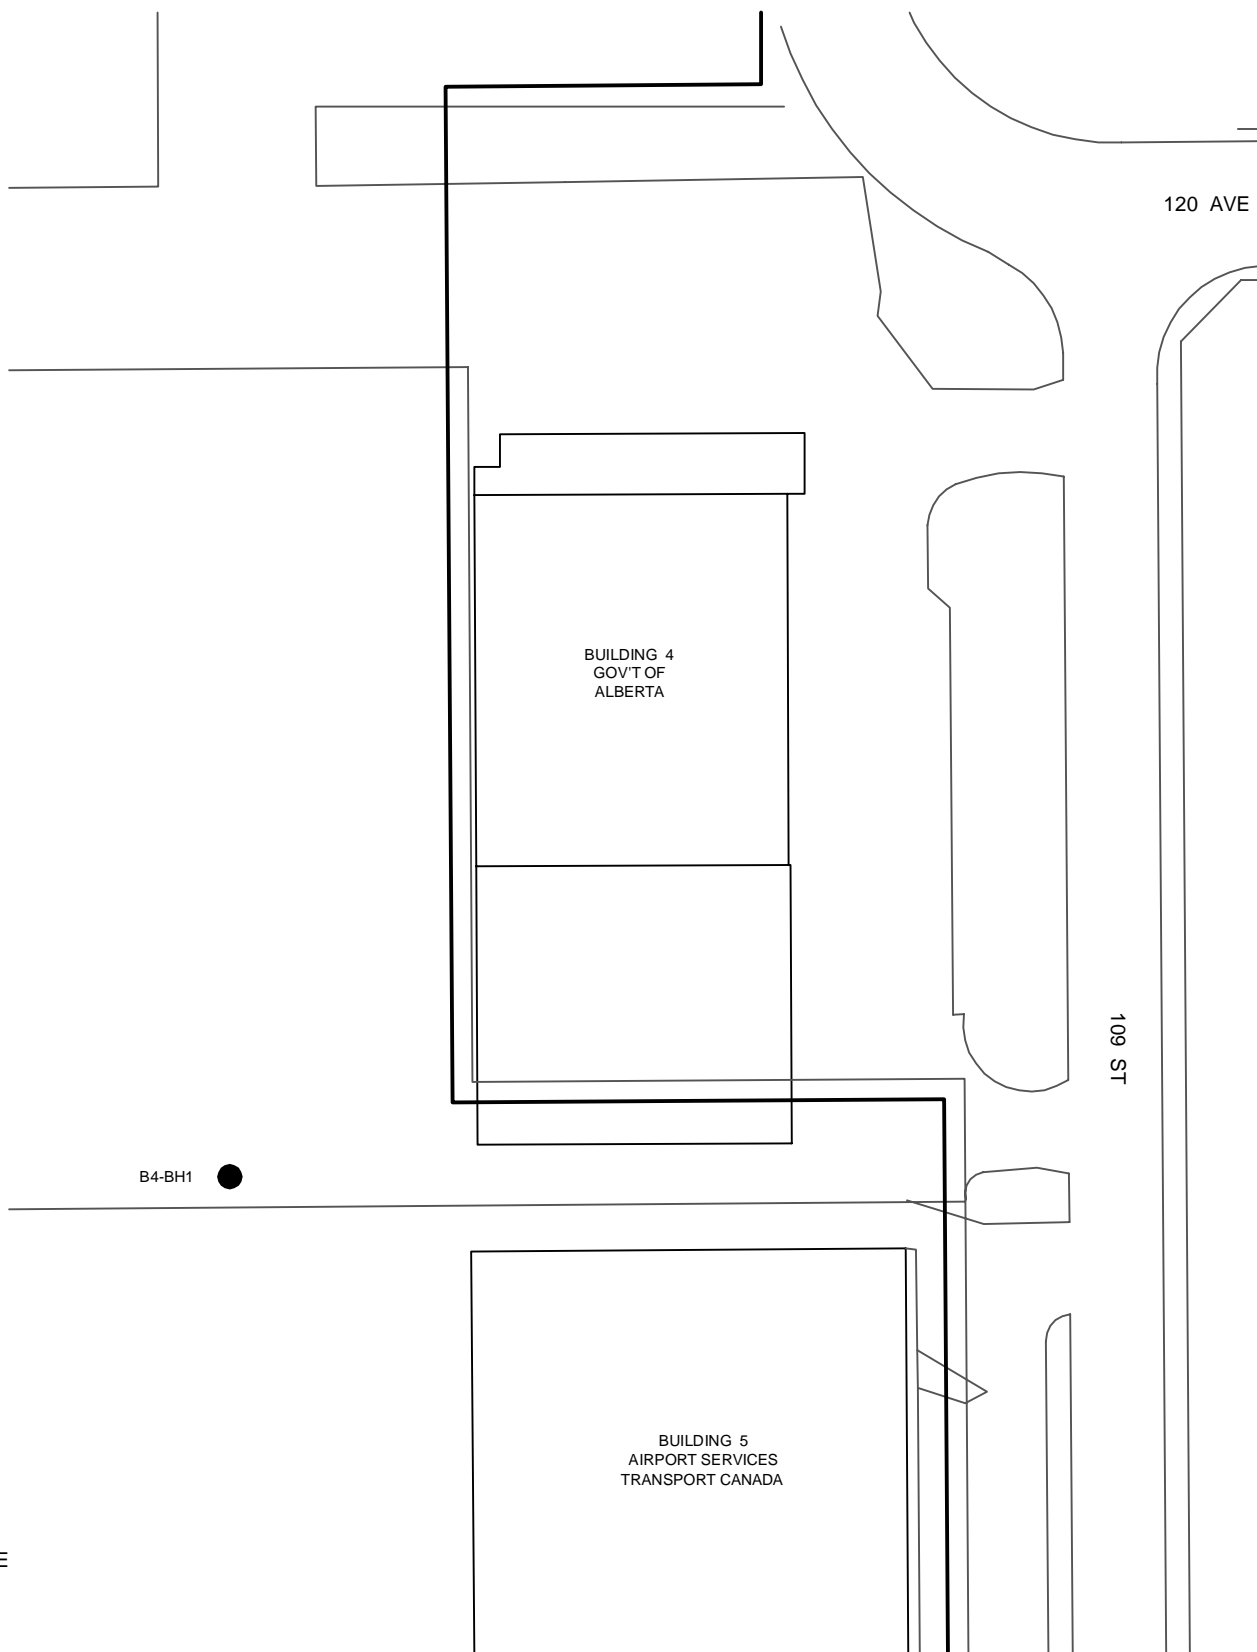 120 AVE
BUILDING 4
GOV'T OF
ALBERTA
109 ST
B4-BH1
BUILDING 5
AIRPORT SERVICES
TRANSPORT CANADA
E